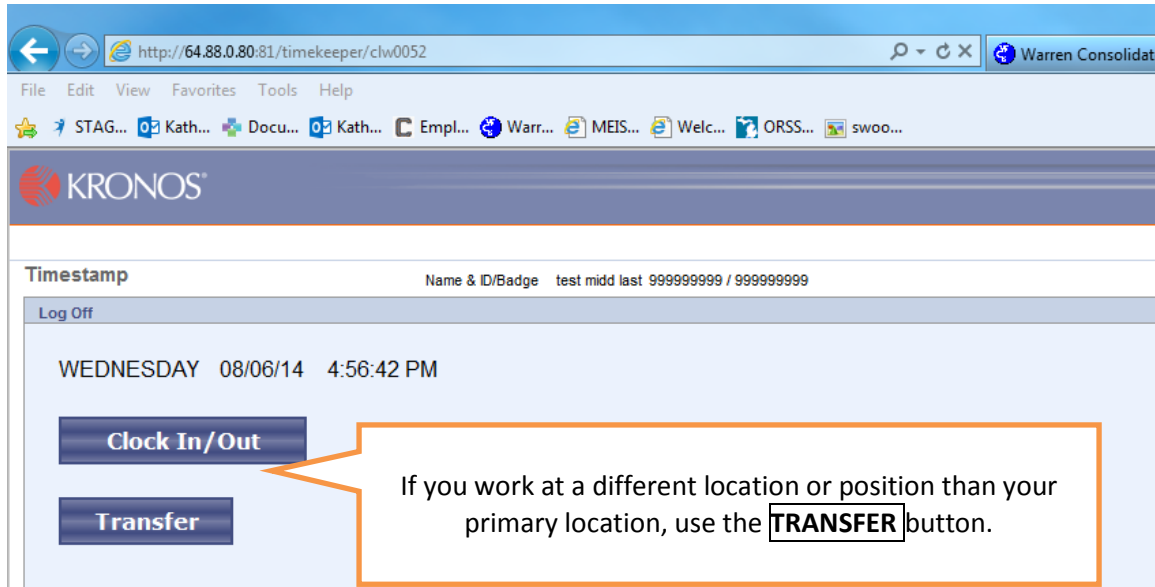 http://64.88.0.80:81/timekeeper/clw0052
Warren Consolidat
File Edit View Favorites Tools Help
STAG... Kath... Docu... Kath... Empl... Warr... MEIS... Welc... ORSS... swoo...
KRONOS®
Timestamp
Name & ID/Badge test midd last 999999999 / 999999999
Log Off
WEDNESDAY 08/06/14 4:56:42 PM
Clock In/Out
If you work at a different location or position than your
primary location, use the TRANSFER button.
Transfer